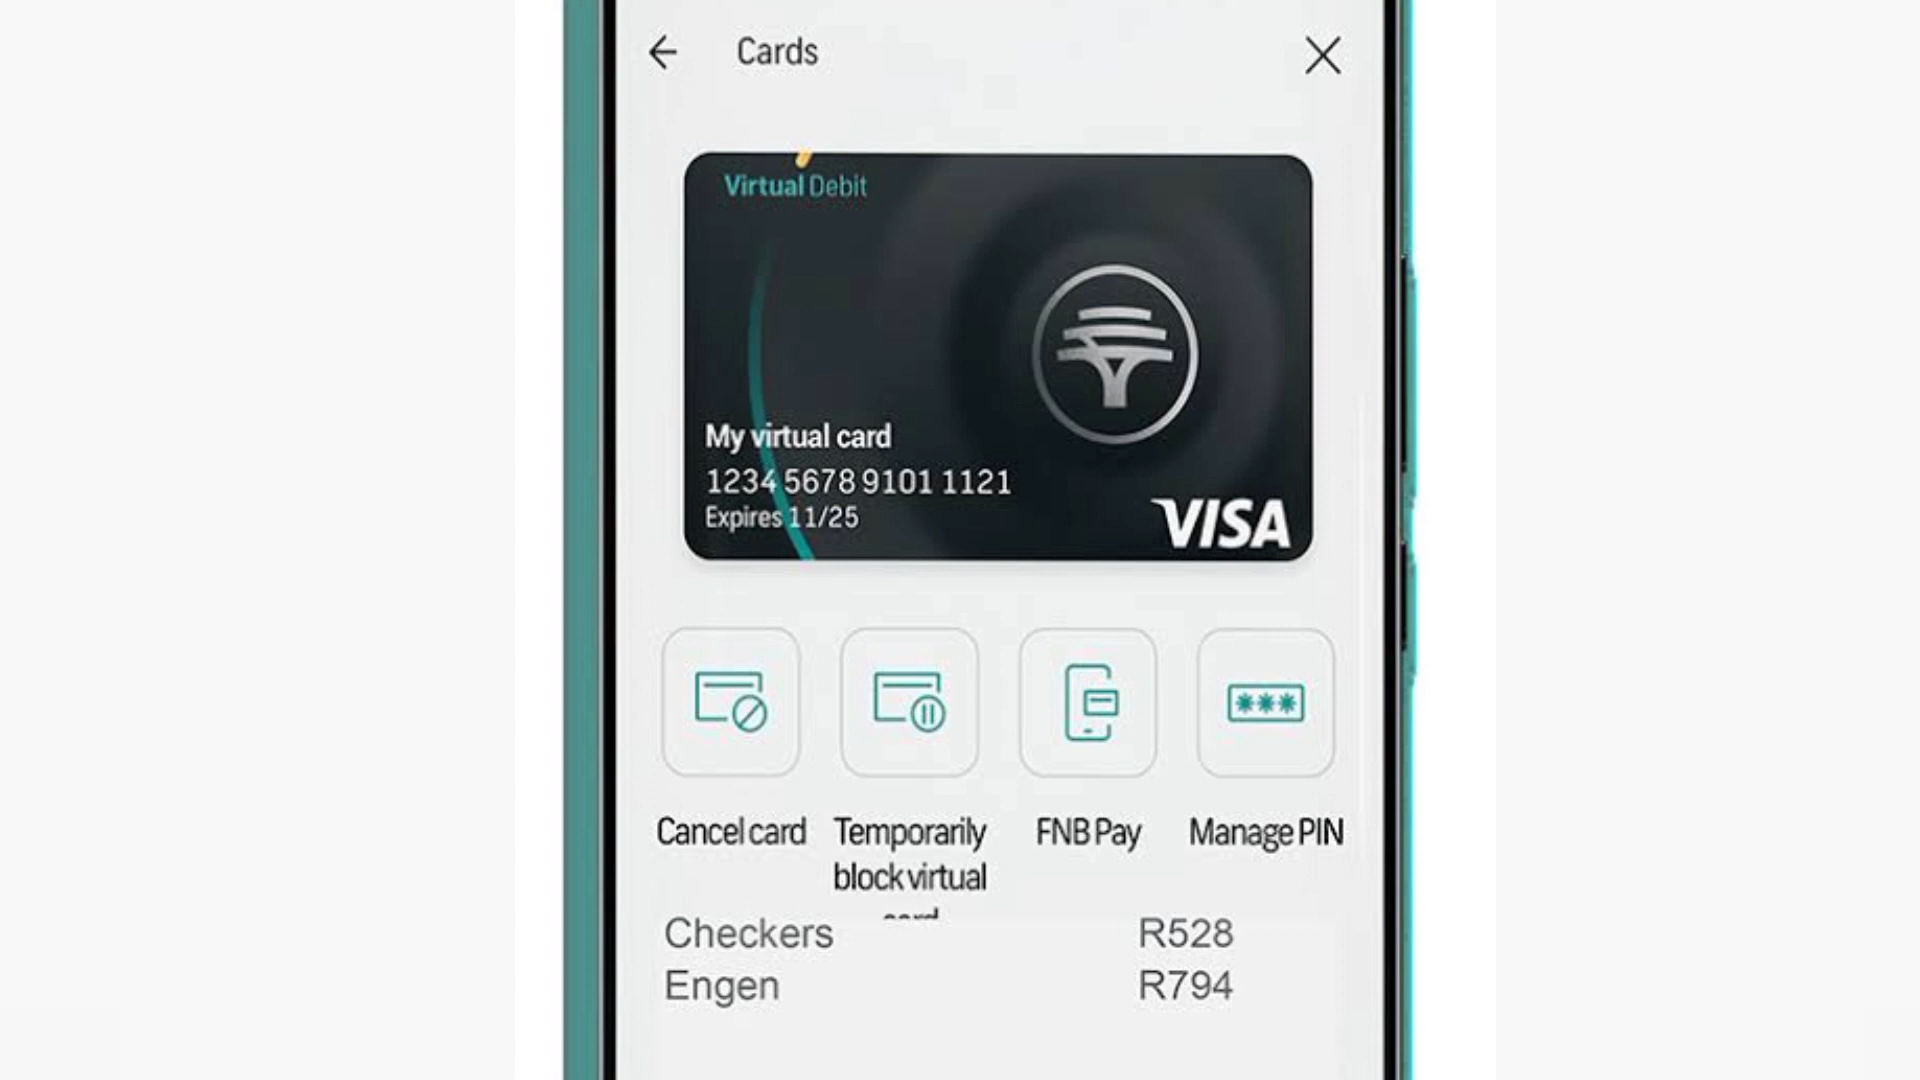 Cards
Virtual Debit
My virtual card
1234 5678 9101 1121
Expires 11/25
VISA
Cancel card
Temporarily
block virtual
card
FNB Pay
Manage PIN
Checkers R528
Engen R794